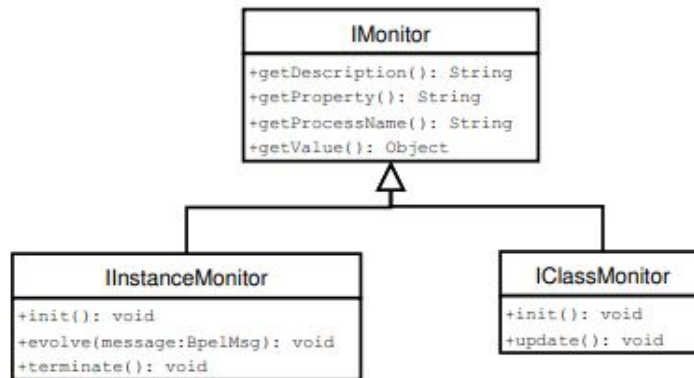 IMonitor
+getDescription(): String
+getProperty(): String
+getProcessName(): String
+getValue(): Object
IInstanceMonitor
+init(): void
+evolve(message:BpelMsg): void
+terminate(): void
IClassMonitor
+init(): void
+update(): void